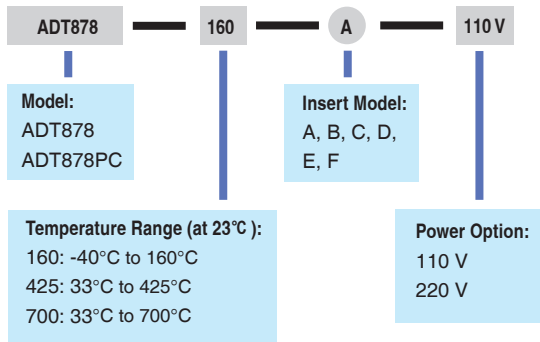 ADT878 160 A 110 V
Model:
ADT878
ADT878PC
Insert Model:
A, B, C, D,
E, F
Temperature Range (at 23℃ ):
160: -40°C to 160°C
425: 33°C to 425°C
700: 33°C to 700°C
Power Option:
110 V
220 V